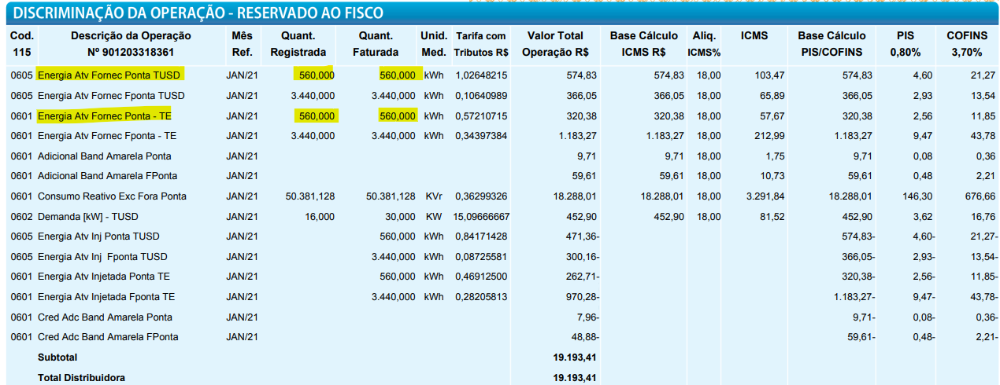 DISCRIMINAÇÃO DA OPERAÇÃO - RESERVADO AO FISCO
Cod. 115 Descrição da Operação Nº 901203318361 Mês Ref. Quant. Registrada Quant. Faturada Unid. Med. Tarifa com Tributos R$ Valor Total Operação R$ Base Cálculo ICMS R$ Aliq. ICMS% ICMS Base Cálculo PIS/COFINS PIS 0,80% COFINS 3,70%
0605 Energia Atv Fornec Ponta TUSD JAN/21 560,000 560,000 kWh 1,02648215 574,83 574,83 18,00 103,47 574,83 4,60 21,27
0605 Energia Atv Fornec Fponta TUSD JAN/21 3.440,000 3.440,000 kWh 0,10640989 366,05 366,05 18,00 65,89 366,05 2,93 13,54
0601 Energia Atv Fornec Ponta - TE JAN/21 560,000 560,000 kWh 0,57210715 320,38 320,38 18,00 57,67 320,38 2,56 11,85
0601 Energia Atv Fornec Fponta - TE JAN/21 3.440,000 3.440,000 kWh 0,34397384 1.183,27 1.183,27 18,00 212,99 1.183,27 9,47 43,78
0601 Adicional Band Amarela Ponta JAN/21 9,71 9,71 18,00 1,75 9,71 0,08 0,36
0601 Adicional Band Amarela FPonta JAN/21 59,61 59,61 18,00 10,73 59,61 0,48 2,21
0601 Consumo Reativo Exc Fora Ponta JAN/21 50.381,128 50.381,128 KVr 0,36299326 18.288,01 18.288,01 18,00 3.291,84 18.288,01 146,30 676,66
0602 Demanda [kW] - TUSD JAN/21 16,000 30,000 KW 15,09666667 452,90 452,90 18,00 81,52 452,90 3,62 16,76
0605 Energia Atv Inj Ponta TUSD JAN/21 560,000 kWh 0,84171428 471,36- 574,83- 4,60- 21,27-
0605 Energia Atv Inj Fponta TUSD JAN/21 3.440,000 kWh 0,08725581 300,16- 366,05- 2,93- 13,54-
0601 Energia Atv Injetada Ponta TE JAN/21 560,000 kWh 0,46912500 262,71- 320,38- 2,56- 11,85-
0601 Energia Atv Injetada Fponta TE JAN/21 3.440,000 kWh 0,28205813 970,28- 1.183,27- 9,47- 43,78-
0601 Cred Adc Band Amarela Ponta JAN/21 7,96- 9,71- 0,08- 0,36-
0601 Cred Adc Band Amarela FPonta JAN/21 48,88- 59,61- 0,48- 2,21-
Subtotal 19.193,41
Total Distribuidora 19.193,41